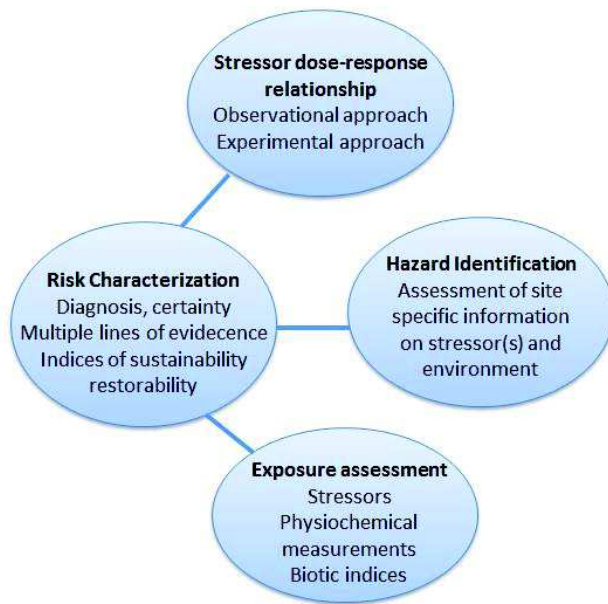 Stressor dose-response
relationship
Observational approach
Experimental approach
Risk Characterization
Diagnosis, certainty
Multiple lines of evidecence
Indices of sustainability
restorability
Hazard Identification
Assessment of site
specific information
on stressor(s) and
environment
Exposure assessment
Stressors
Physiochemical
measurements
Biotic indices